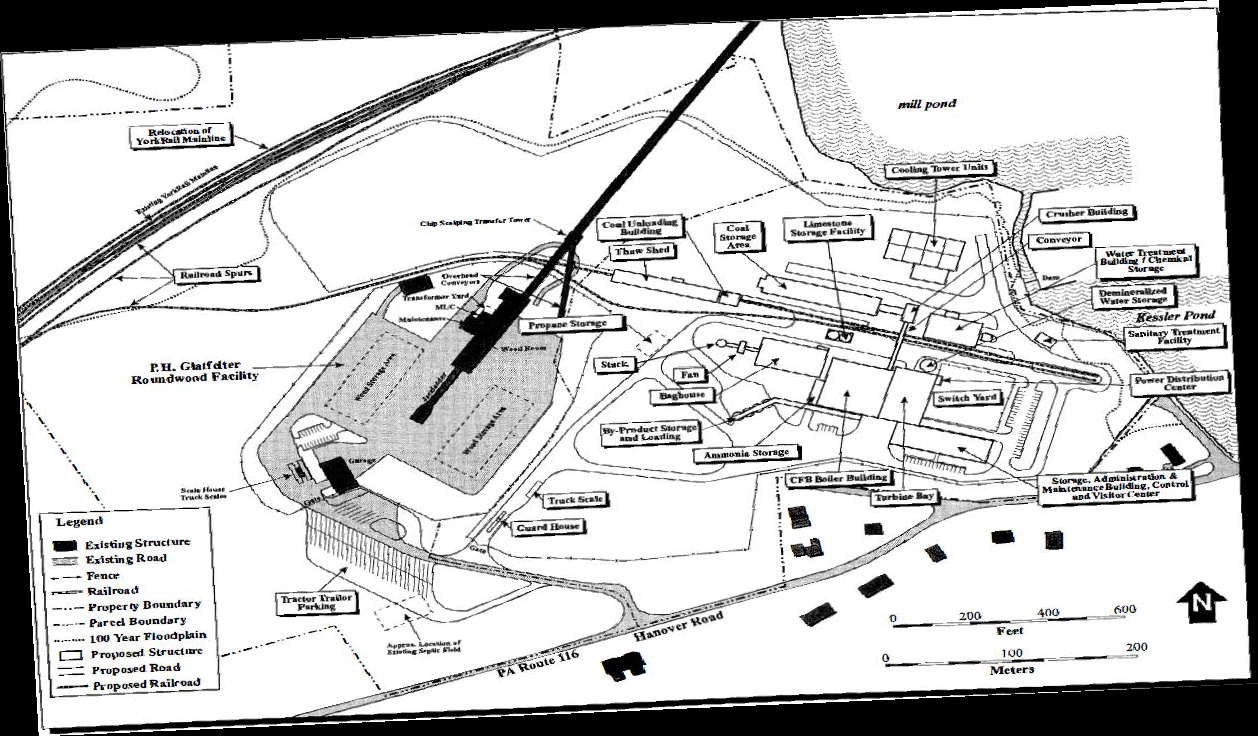 mill pond
Relocation of
YorkRail Mainline
Existing YorkRail Mainline
Cooling Tower Units
Chip Scalping Transfer Tower
Coal Unloading
Building
Coal
Storage
Area
Limestone
Storage Facility
Crusher Building
Conveyor
Thaw Shed
Water Treatment
Building / Chemical
Storage
Railroad Spurs
Overhead
Conveyors
Transformer Yard
MLC
Maintenance
Dam
Demineralized
Water Storage
Kessler Pond
Propane Storage
Sanitary Treatment
Facility
Wood Room
P.H. Glatfelter
Roundwood Facility
Wood Storage Area
Stack
Fan
Baghouse
Power Distribution
Center
Switch Yard
Jackladder
Wood Storage Area
By-Product Storage
and Loading
Ammonia Storage
Garage
Scale House
Truck Scales
Gate
CFB Boiler Building
Turbine Bay
Storage, Administration &
Maintenance Building, Control
and Visitor Center
Truck Scale
Guard House
Gate
Legend
Existing Structure
Existing Road
Fence
Railroad
Property Boundary
Parcel Boundary
100 Year Floodplain
Proposed Structure
Proposed Road
Proposed Railroad
Tractor Trailor
Parking
Approx. Location of
Existing Septic Field
PA Route 116
Hanover Road
N
0 200 400 600
Feet
0 100 200
Meters